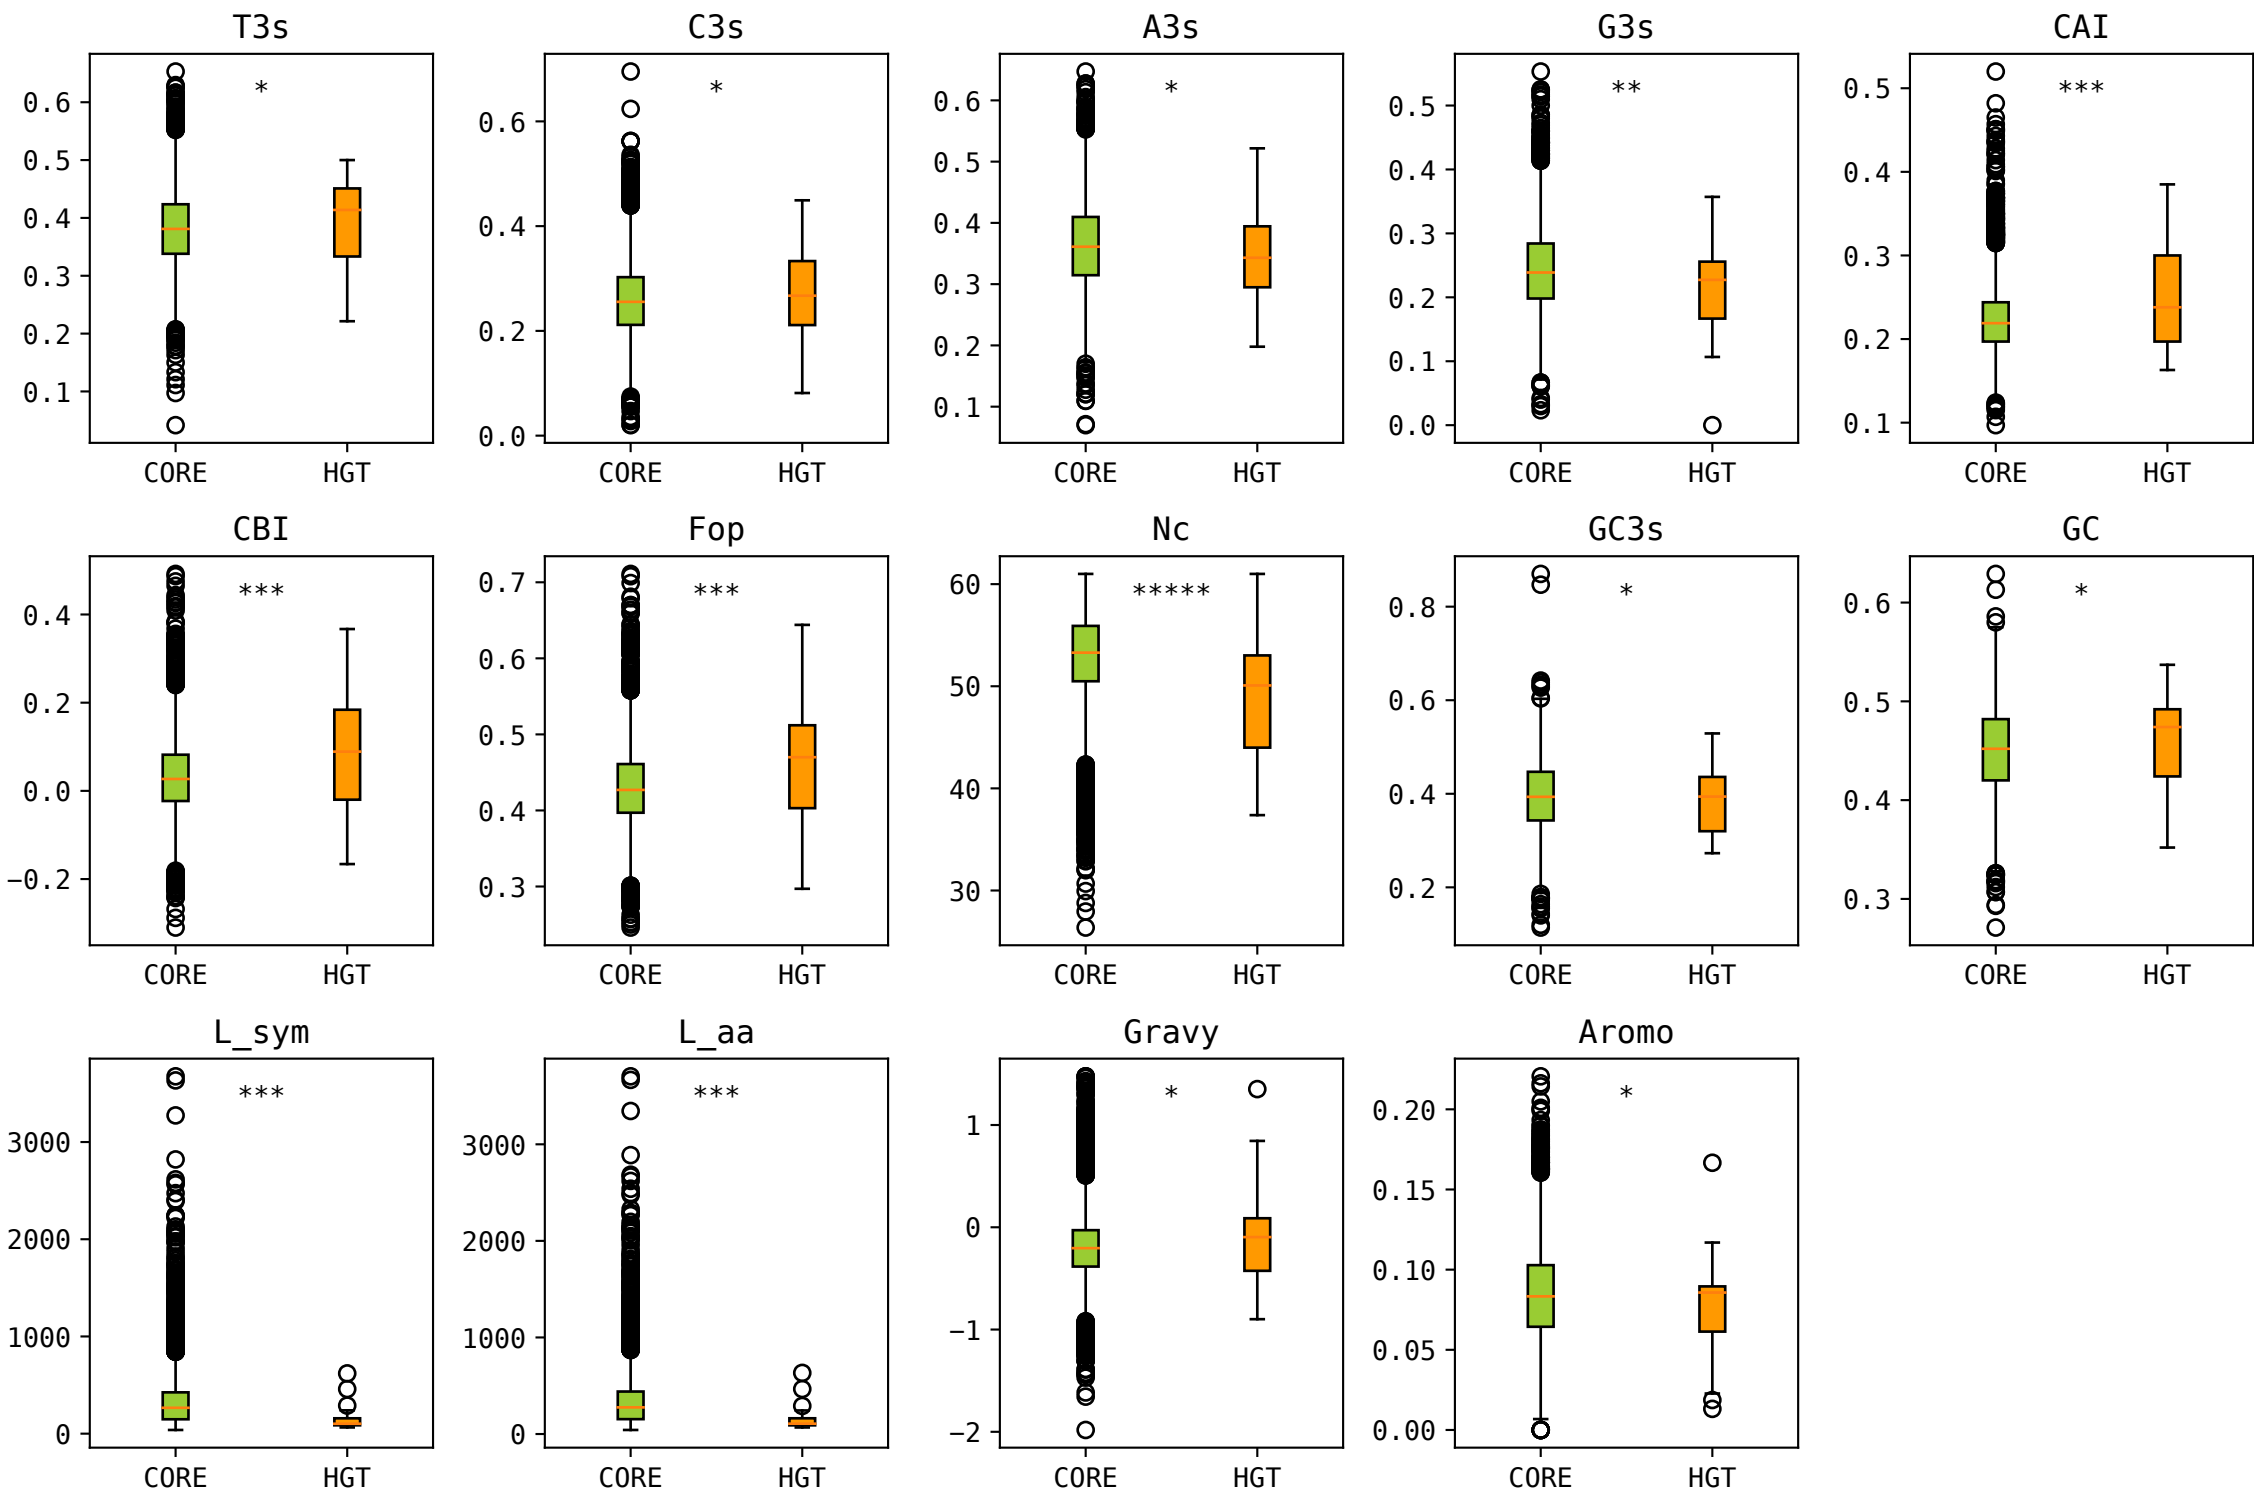 T3s C3s A3s G3s CAI
* * * ** ***
0.6 0.6 0.6 0.5 0.5
0.5 0.4 0.5 0.4 0.4
0.4 0.2 0.4 0.3 0.3
0.3 0.0 0.3 0.2 0.2
0.2 0.2 0.1 0.1
0.1 0.1 0.0
CORE HGT CORE HGT CORE HGT CORE HGT CORE HGT
CBI Fop Nc GC3s GC
*** *** ***** * *
0.4 0.7 60 0.8 0.6
0.2 0.6 50 0.6 0.5
0.0 0.5 40 0.4 0.4
−0.2 0.4 30 0.2 0.3
0.3
CORE HGT CORE HGT CORE HGT CORE HGT CORE HGT
L_sym L_aa Gravy Aromo
*** *** * *
3000 3000 1 0.20
2000 2000 0 0.15
1000 1000 −1 0.10
0 0 −2 0.05
0.00
CORE HGT CORE HGT CORE HGT CORE HGT